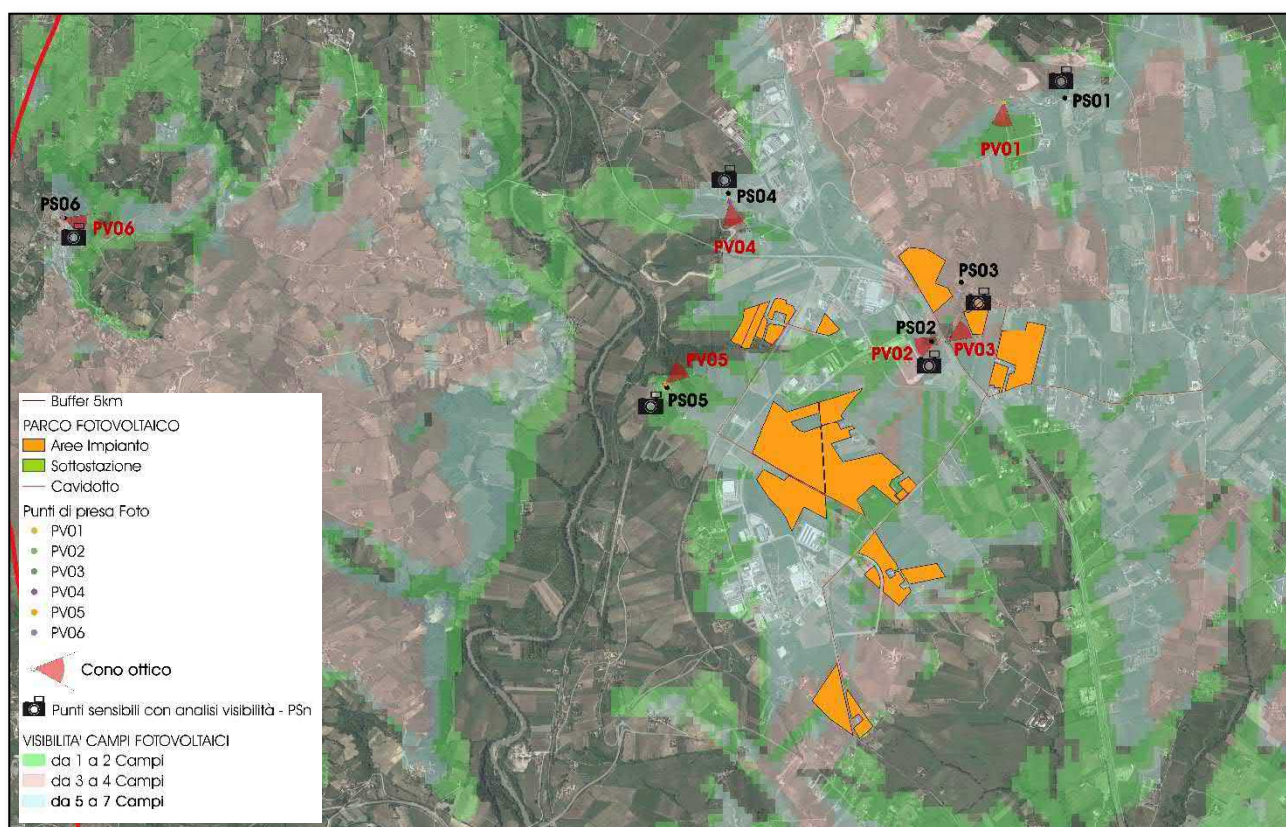 PS01
PV01
PS04
PV04
PS06
PV06
PS03
PS02
PV02
PV03
PV05
PS05
Buffer 5km
PARCO FOTOVOLTAICO
Aree Impianto
Sottostazione
Cavidotto
Punti di presa Foto
PV01
PV02
PV03
PV04
PV05
PV06
Cono ottico
Punti sensibili con analisi visibilità - PSn
VISIBILITA' CAMPI FOTOVOLTAICI
da 1 a 2 Campi
da 3 a 4 Campi
da 5 a 7 Campi